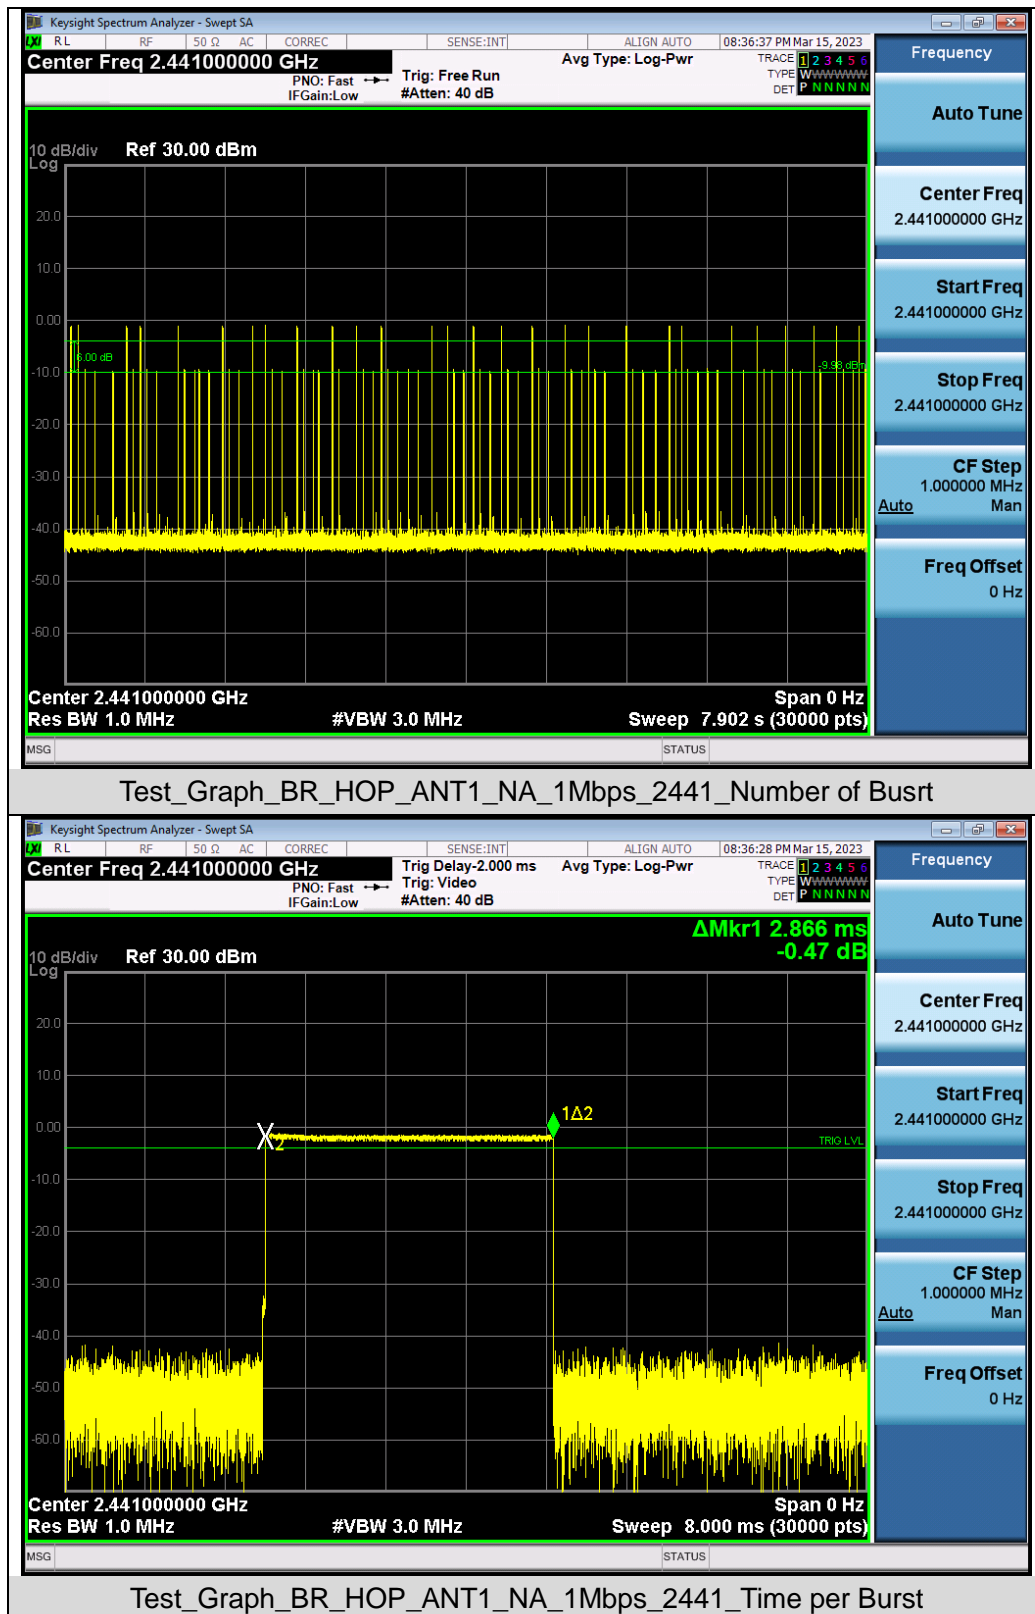 Keysight Spectrum Analyzer - Swept SA
LXI RL RF 50 Ω AC CORREC SENSE:INT ALIGN AUTO 08:36:37 PM Mar 15, 2023
Center Freq 2.441000000 GHz
PNO: Fast
IFGain:Low
Trig: Free Run
#Atten: 40 dB
Avg Type: Log-Pwr
TRACE 1 2 3 4 5 6
TYPE WWWWWW
DET P N N N N N
10 dB/div Ref 30.00 dBm
Log
20.0
10.0
0.00
6.00 dB
-9.98 dBm
-10.0
-20.0
-30.0
-40.0
-50.0
-60.0
Center 2.441000000 GHz Span 0 Hz
Res BW 1.0 MHz #VBW 3.0 MHz Sweep 7.902 s (30000 pts)
MSG STATUS
Frequency
Auto Tune
Center Freq
2.441000000 GHz
Start Freq
2.441000000 GHz
Stop Freq
2.441000000 GHz
CF Step
1.000000 MHz
Auto Man
Freq Offset
0 Hz
Test_Graph_BR_HOP_ANT1_NA_1Mbps_2441_Number of Busrt
Keysight Spectrum Analyzer - Swept SA
LXI RL RF 50 Ω AC CORREC SENSE:INT ALIGN AUTO 08:36:28 PM Mar 15, 2023
Center Freq 2.441000000 GHz
PNO: Fast
IFGain:Low
Trig Delay-2.000 ms
Trig: Video
#Atten: 40 dB
Avg Type: Log-Pwr
TRACE 1 2 3 4 5 6
TYPE WWWWWW
DET P N N N N N
ΔMkr1 2.866 ms
-0.47 dB
10 dB/div Ref 30.00 dBm
Log
20.0
10.0
0.00
1Δ2
X2
TRIG LVL
-10.0
-20.0
-30.0
-40.0
-50.0
-60.0
Center 2.441000000 GHz Span 0 Hz
Res BW 1.0 MHz #VBW 3.0 MHz Sweep 8.000 ms (30000 pts)
MSG STATUS
Frequency
Auto Tune
Center Freq
2.441000000 GHz
Start Freq
2.441000000 GHz
Stop Freq
2.441000000 GHz
CF Step
1.000000 MHz
Auto Man
Freq Offset
0 Hz
Test_Graph_BR_HOP_ANT1_NA_1Mbps_2441_Time per Burst